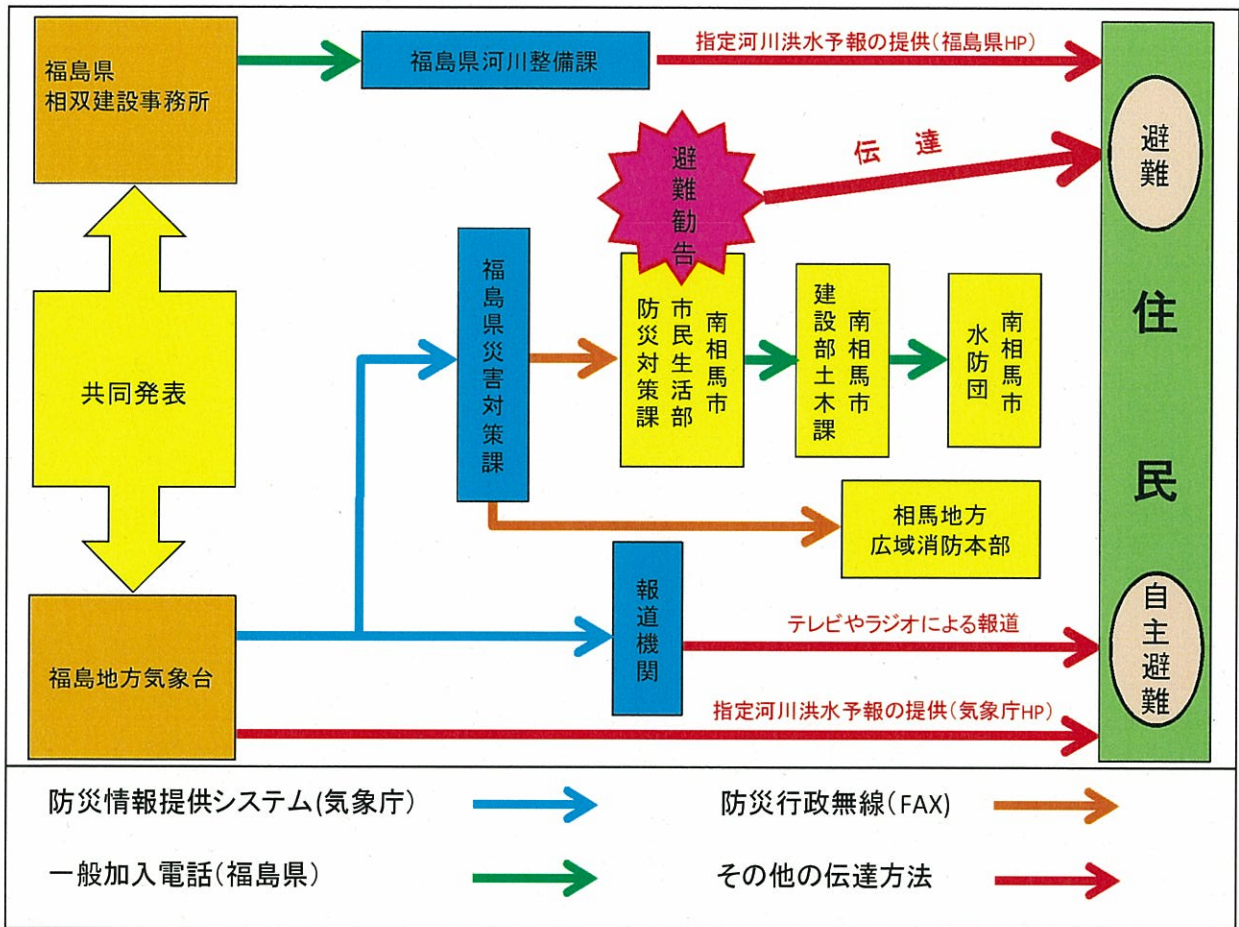 福島県
相双建設事務所
福島県河川整備課
指定河川洪水予報の提供(福島県HP)
避難勧告
伝　達
避難
住民
共同発表
福島県災害対策課
南相馬市
市民生活部
防災対策課
南相馬市
建設部土木課
南相馬市
水防団
相馬地方
広域消防本部
報道機関
テレビやラジオによる報道
自主避難
福島地方気象台
指定河川洪水予報の提供(気象庁HP)
防災情報提供システム(気象庁)
防災行政無線(FAX)
一般加入電話(福島県)
その他の伝達方法